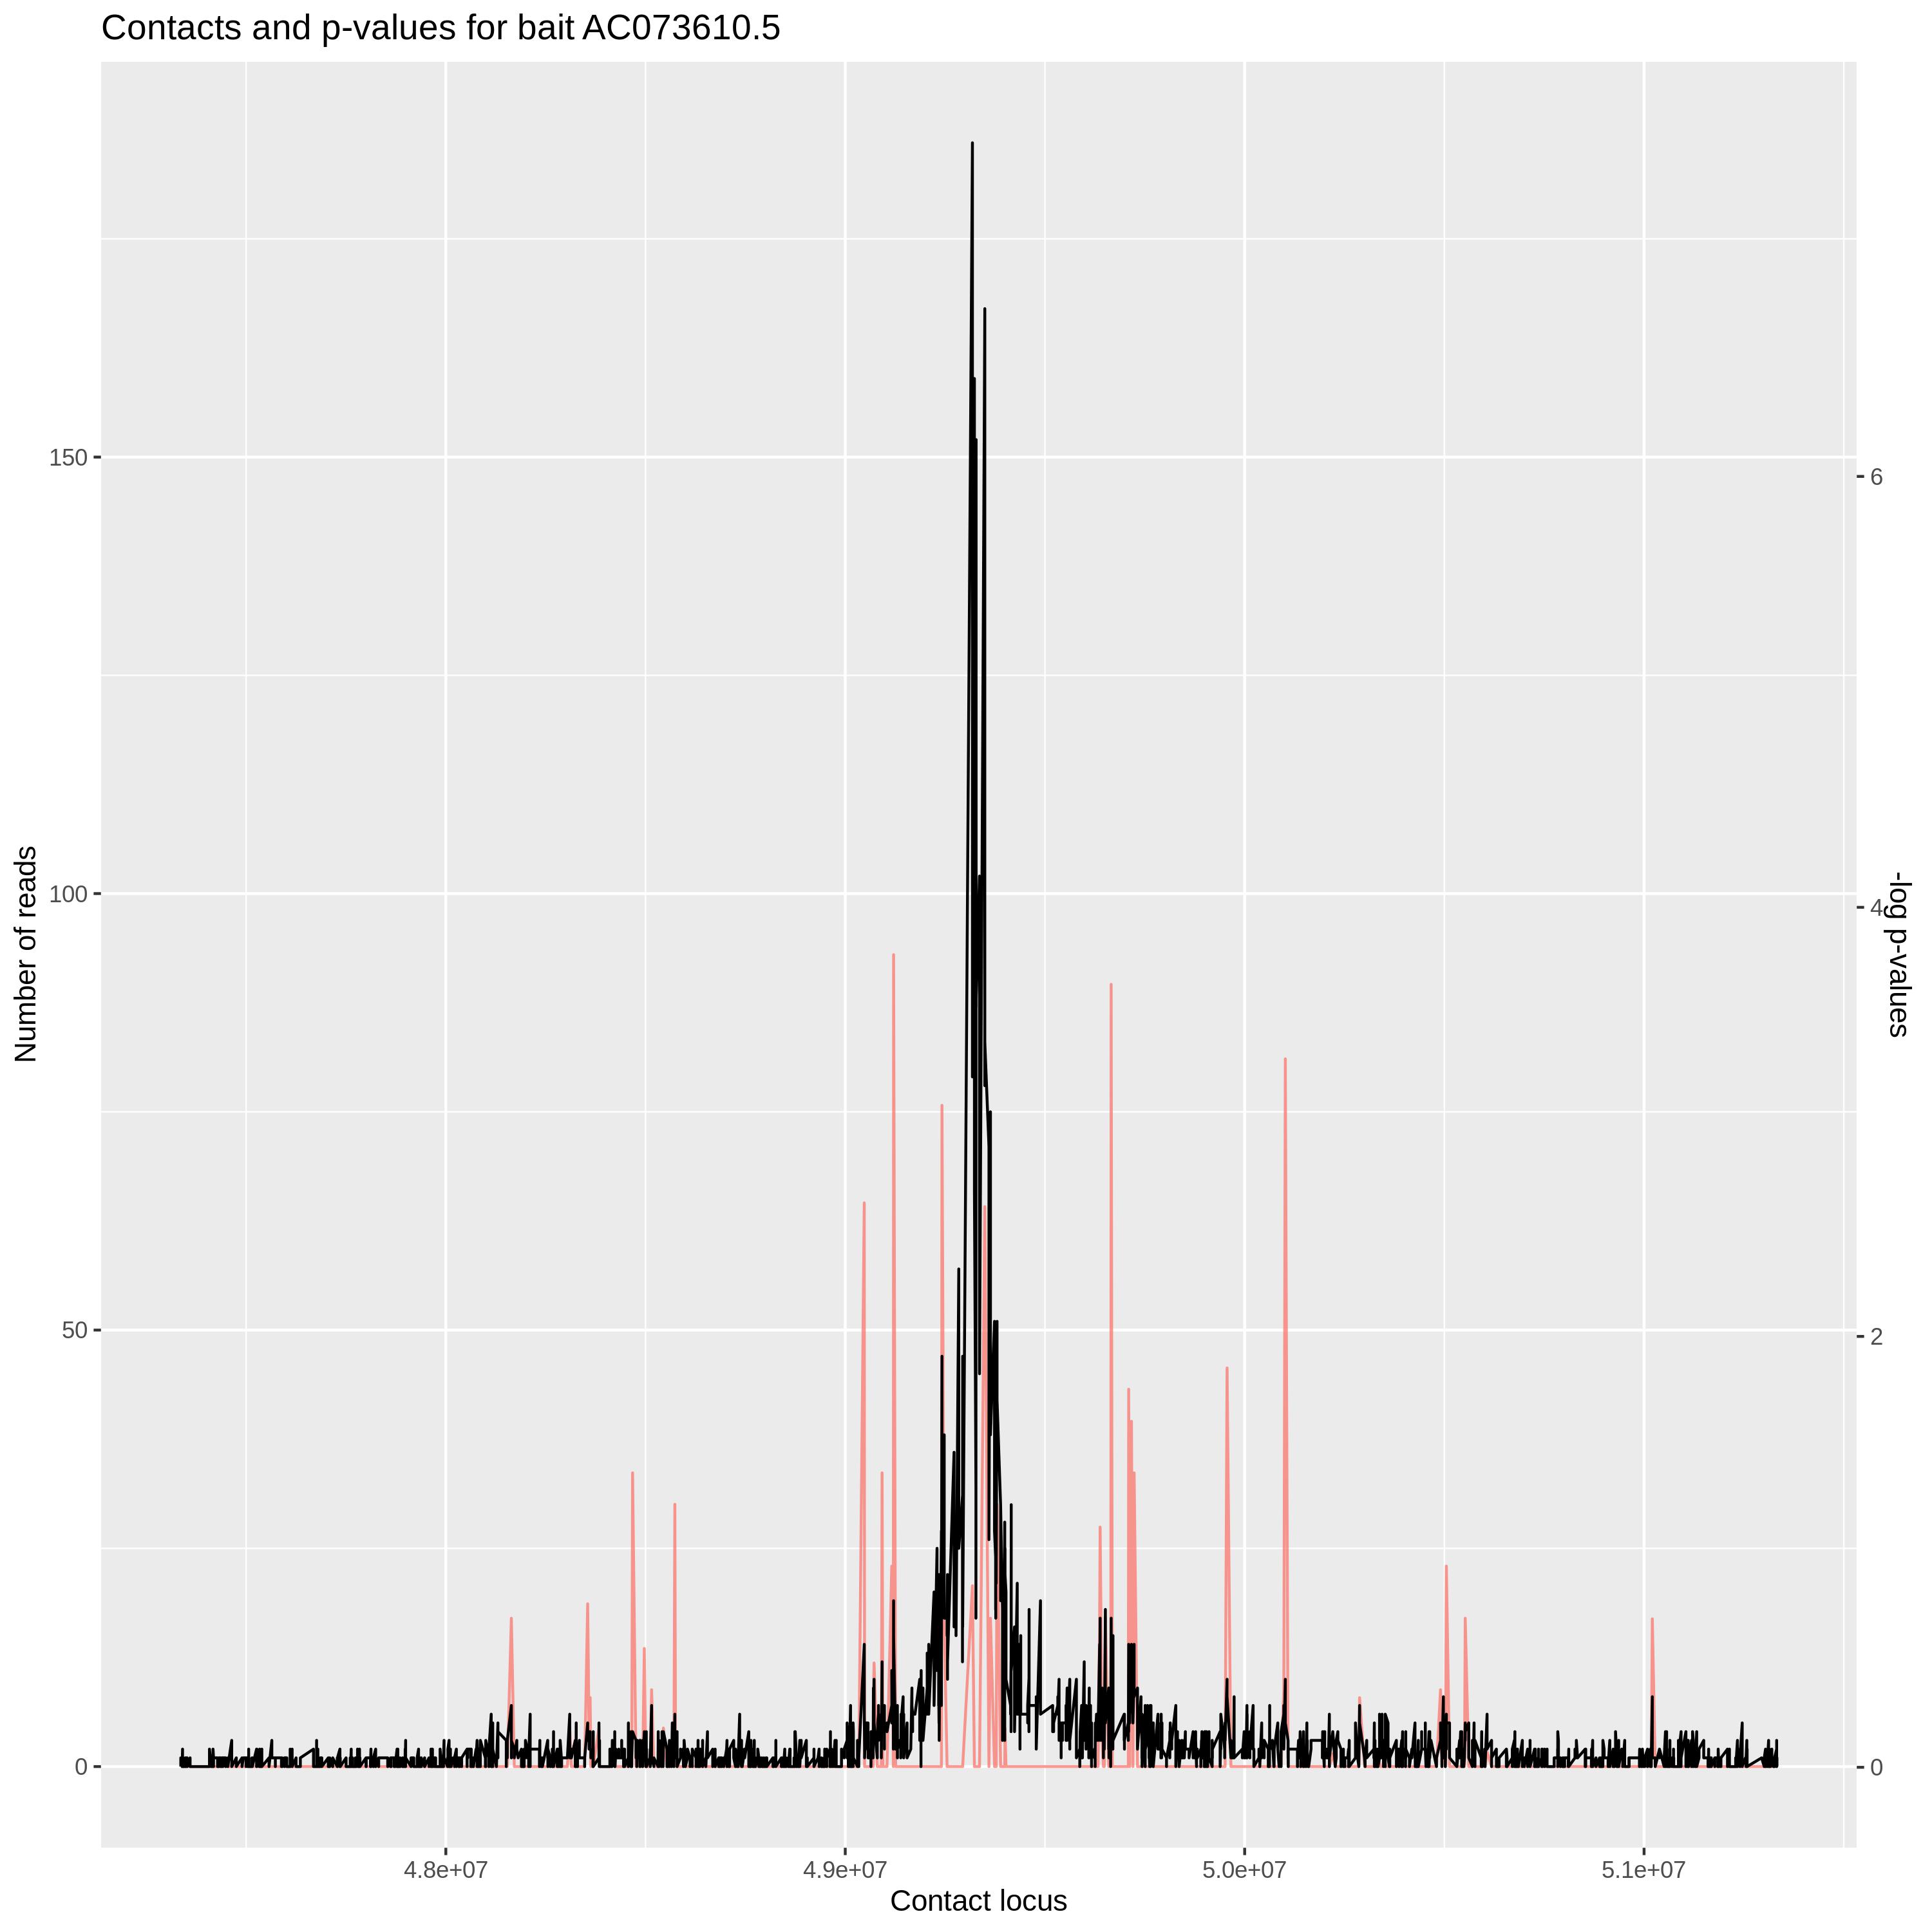 Contacts and p-values for bait AC073610.5
Number of reads
150
100
50
0
6
4
2
0
-log p-values
4.8e+07
4.9e+07
5.0e+07
5.1e+07
Contact locus